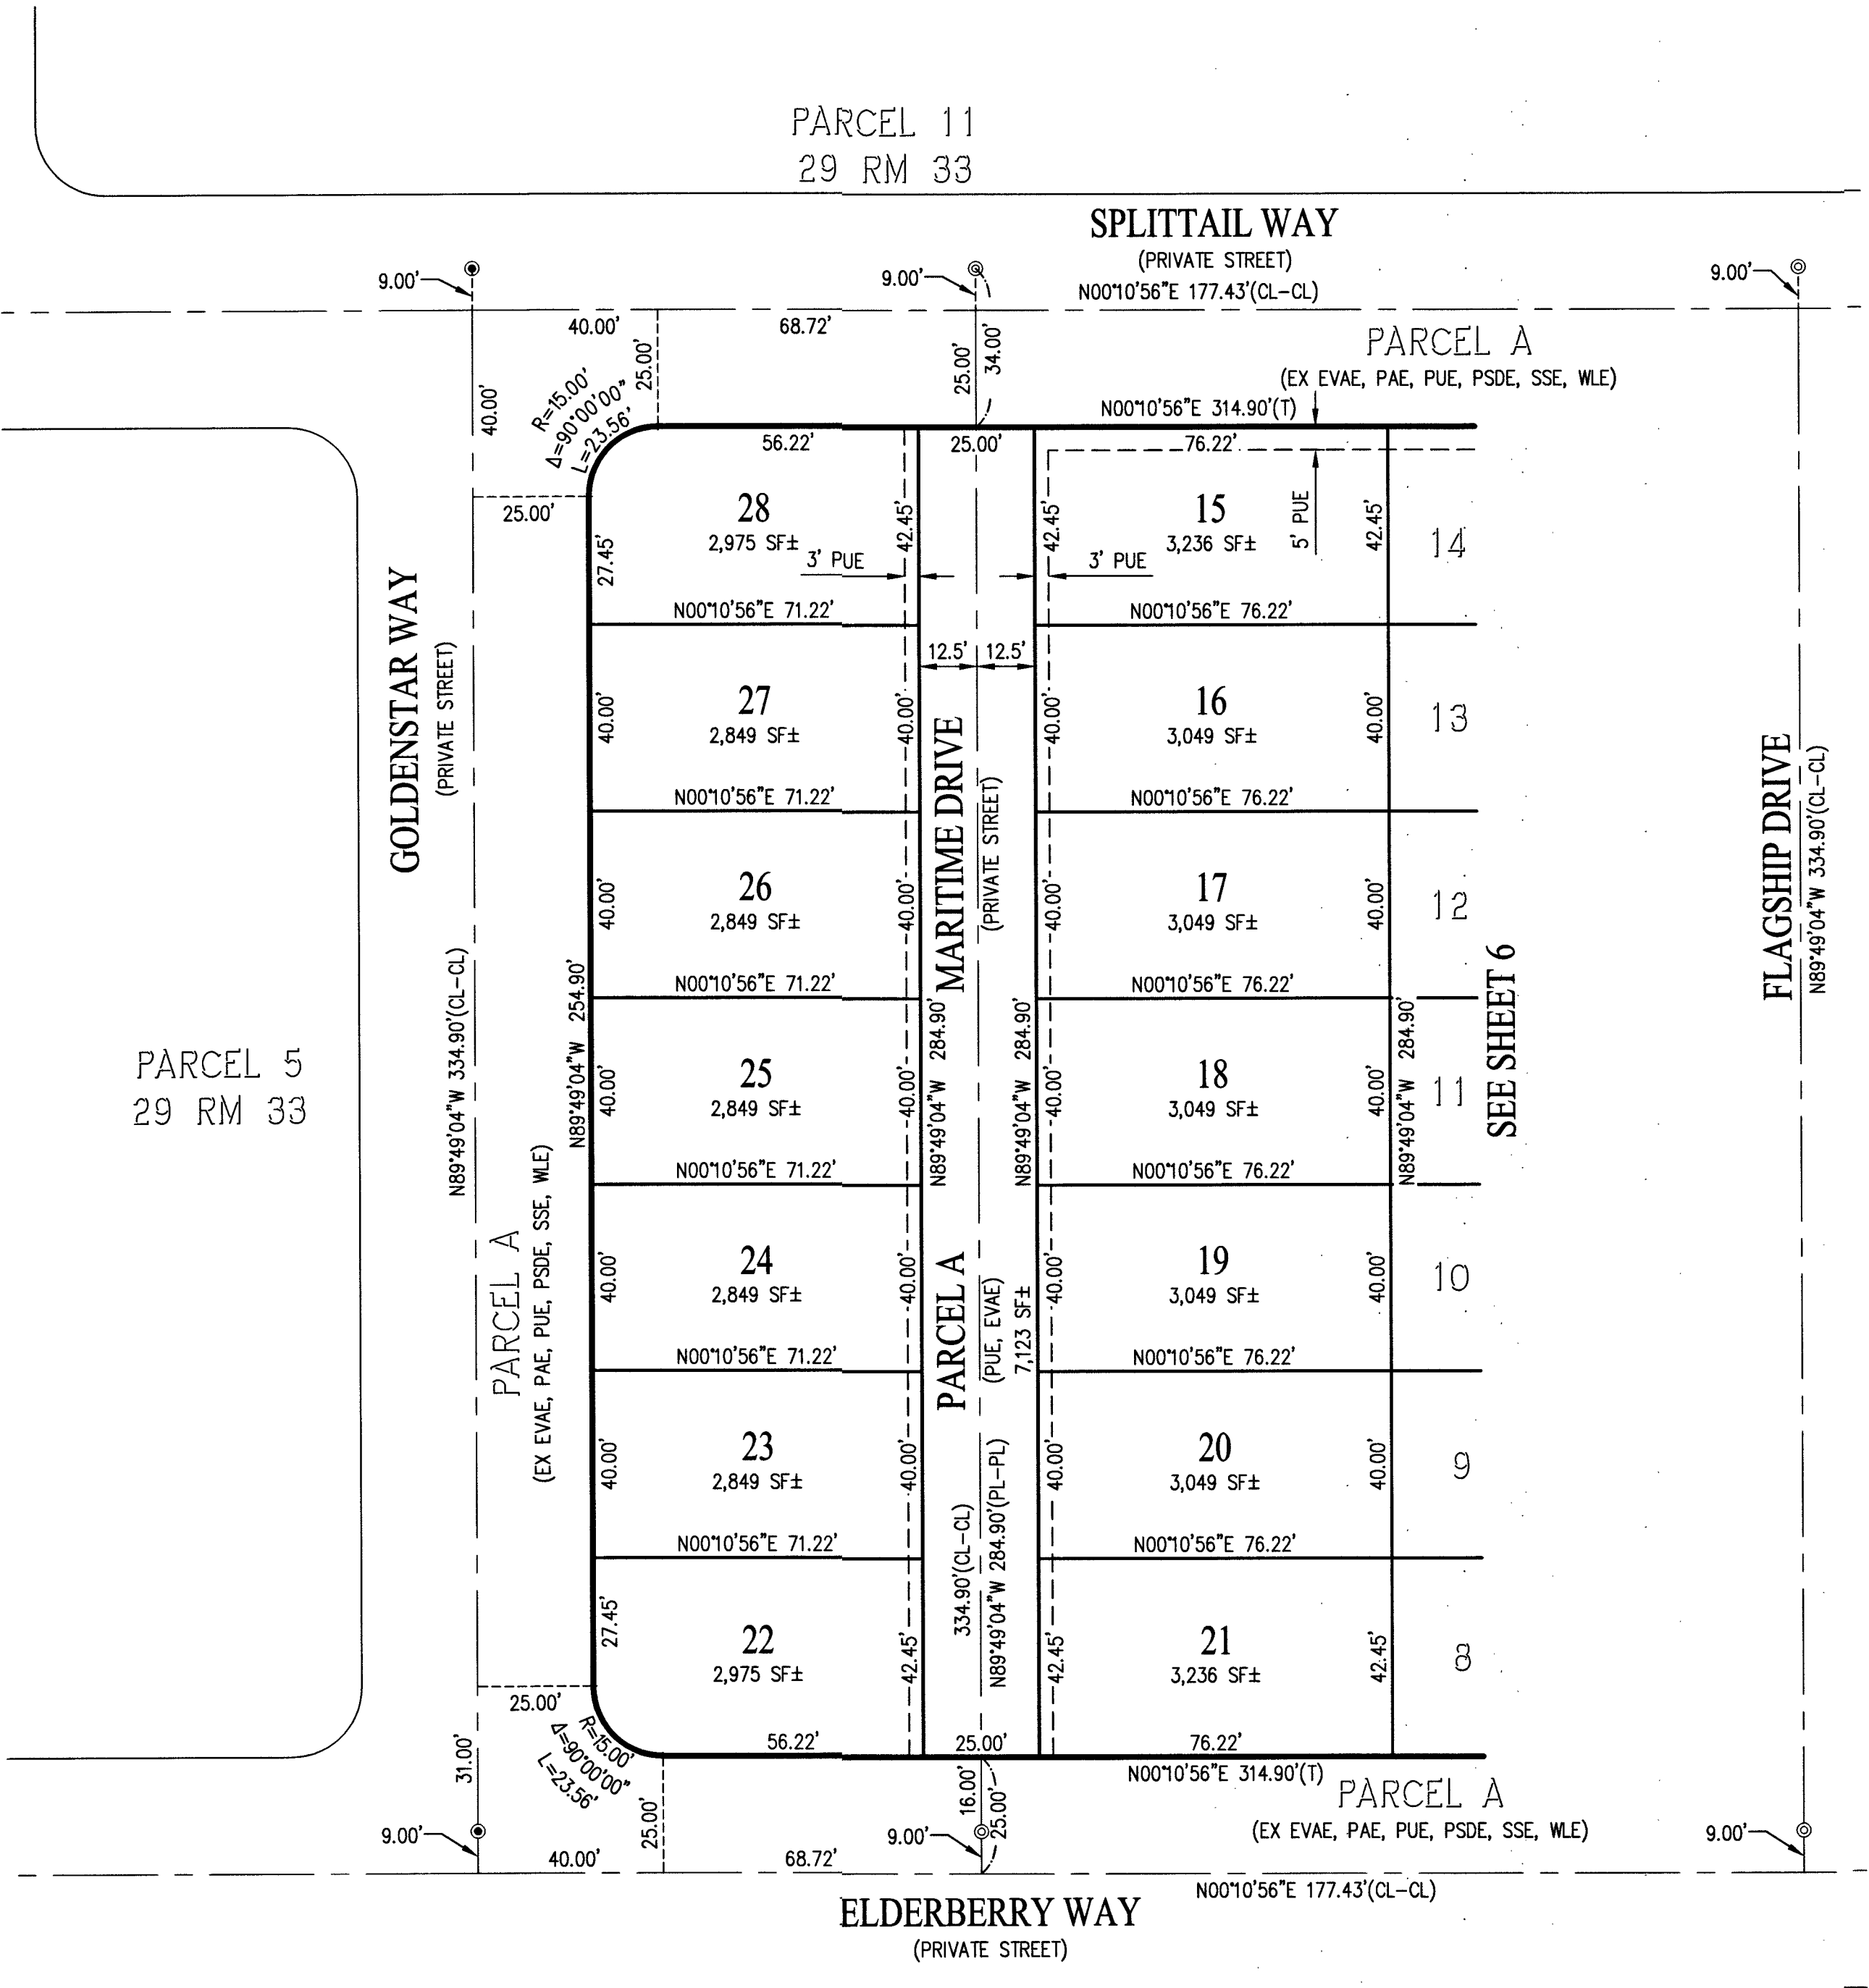 PARCEL 11
29 RM 33
SPLITTAIL WAY
(PRIVATE STREET)
N00°10'56"E 177.43'(CL-CL)
9.00'
9.00'
9.00'
40.00'
68.72'
40.00'
25.00'
25.00'
34.00'
PARCEL A
(EX EVAE, PAE, PUE, PSDE, SSE, WLE)
R=15.00'
Δ=90°00'00"
L=23.56'
N00°10'56"E 314.90'(T)
56.22'
25.00'
76.22'
25.00'
27.45'
28
2,975 SF±
42.45'
3' PUE
42.45'
3' PUE
15
3,236 SF±
5' PUE
42.45'
14
N00°10'56"E 71.22'
N00°10'56"E 76.22'
12.5'
12.5'
GOLDENSTAR WAY
(PRIVATE STREET)
40.00'
27
2,849 SF±
40.00'
40.00'
16
3,049 SF±
40.00'
13
N00°10'56"E 71.22'
N00°10'56"E 76.22'
MARITIME DRIVE
(PRIVATE STREET)
40.00'
26
2,849 SF±
40.00'
40.00'
17
3,049 SF±
40.00'
12
FLAGSHIP DRIVE
N89°49'04"W 334.90'(CL-CL)
N00°10'56"E 71.22'
N00°10'56"E 76.22'
SEE SHEET 6
PARCEL 5
29 RM 33
N89°49'04"W 334.90'(CL-CL)
N89°49'04"W 254.90'
40.00'
25
2,849 SF±
40.00'
N89°49'04"W 284.90'
N89°49'04"W 284.90'
40.00'
18
3,049 SF±
40.00'
N89°49'04"W 284.90'
11
N00°10'56"E 71.22'
N00°10'56"E 76.22'
PARCEL A
(EX EVAE, PAE, PUE, PSDE, SSE, WLE)
40.00'
24
2,849 SF±
40.00'
PARCEL A
(PUE, EVAE)
7,123 SF±
40.00'
19
3,049 SF±
40.00'
10
N00°10'56"E 71.22'
N00°10'56"E 76.22'
40.00'
23
2,849 SF±
40.00'
40.00'
20
3,049 SF±
40.00'
9
N00°10'56"E 71.22'
N00°10'56"E 76.22'
334.90'(CL-CL)
N89°49'04"W 284.90'(PL-PL)
27.45'
22
2,975 SF±
42.45'
42.45'
21
3,236 SF±
42.45'
8
25.00'
56.22'
25.00'
76.22'
R=15.00'
Δ=90°00'00"
L=23.56'
N00°10'56"E 314.90'(T)
31.00'
25.00'
16.00'
25.00'
PARCEL A
(EX EVAE, PAE, PUE, PSDE, SSE, WLE)
9.00'
9.00'
9.00'
40.00'
68.72'
N00°10'56"E 177.43'(CL-CL)
ELDERBERRY WAY
(PRIVATE STREET)